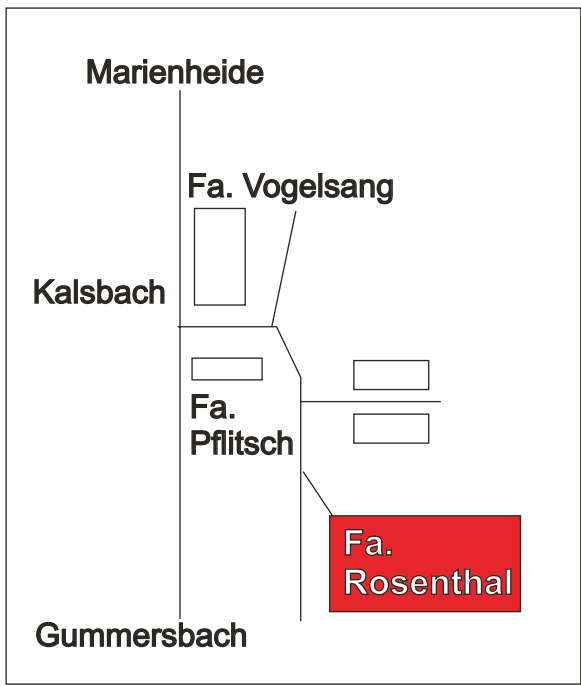 Marienheide
Fa. Vogelsang
Kalsbach
Fa.
Pflitsch
Fa.
Rosenthal
Gummersbach